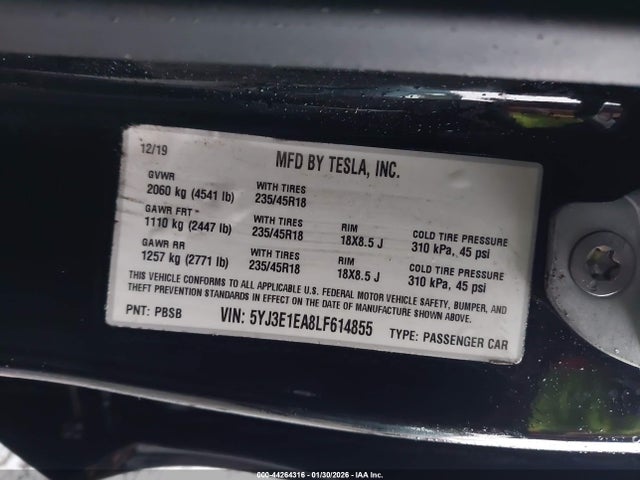 12/19 MFD BY TESLA, INC.
GVWR
2060 kg (4541 lb) WITH TIRES 235/45R18
GAWR FRT
1110 kg (2447 lb) WITH TIRES 235/45R18 RIM 18X8.5 J COLD TIRE PRESSURE 310 kPa, 45 psi
GAWR RR
1257 kg (2771 lb) WITH TIRES 235/45R18 RIM 18X8.5 J COLD TIRE PRESSURE 310 kPa, 45 psi
THIS VEHICLE CONFORMS TO ALL APPLICABLE U.S. FEDERAL MOTOR VEHICLE SAFETY, BUMPER, AND
THEFT PREVENTION STANDARDS IN EFFECT ON THE DATE OF MANUFACTURE SHOWN ABOVE.
PNT: PBSB VIN: 5YJ3E1EA8LF614855 TYPE: PASSENGER CAR
000-44264316 - 01/30/2026 - © IAA Inc.